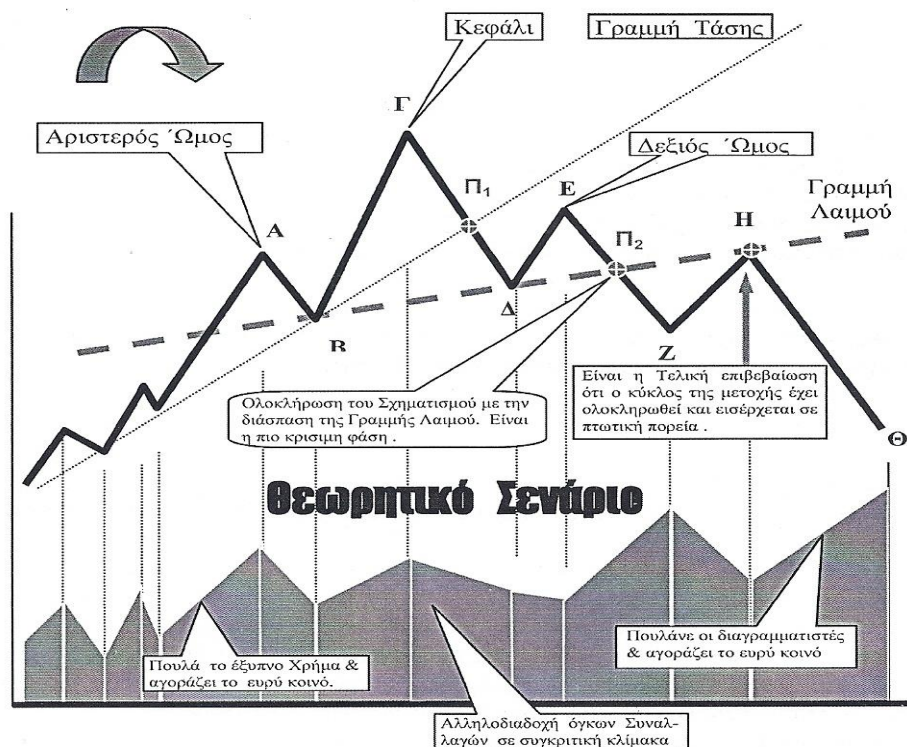 Κεφάλι
Γραμμή Τάσης
Γ
Αριστερός Ώμος
Δεξιός Ώμος
Π1
Ε
Γραμμή
Λαιμού
Α
Η
Π2
Β
Δ
Ζ
Ολοκλήρωση του Σχηματισμού με την
διάσπαση της Γραμμής Λαιμού. Είναι
η πιο κρισιμη φάση .
Είναι η Τελική επιβεβαίωση
ότι ο κύκλος της μετοχής έχει
ολοκληρωθεί και εισέρχεται σε
πτωτική πορεία .
Θ
Θεωρητικό Σενάριο
Πουλά το έξυπνο Χρήμα &
αγοράζει το ευρύ κοινό.
Πουλάνε οι διαγραμματιστές
& αγοράζει το ευρύ κοινό
Αλληλοδιαδοχή όγκων Συναλ-
λαγών σε συγκριτική κλίμακα